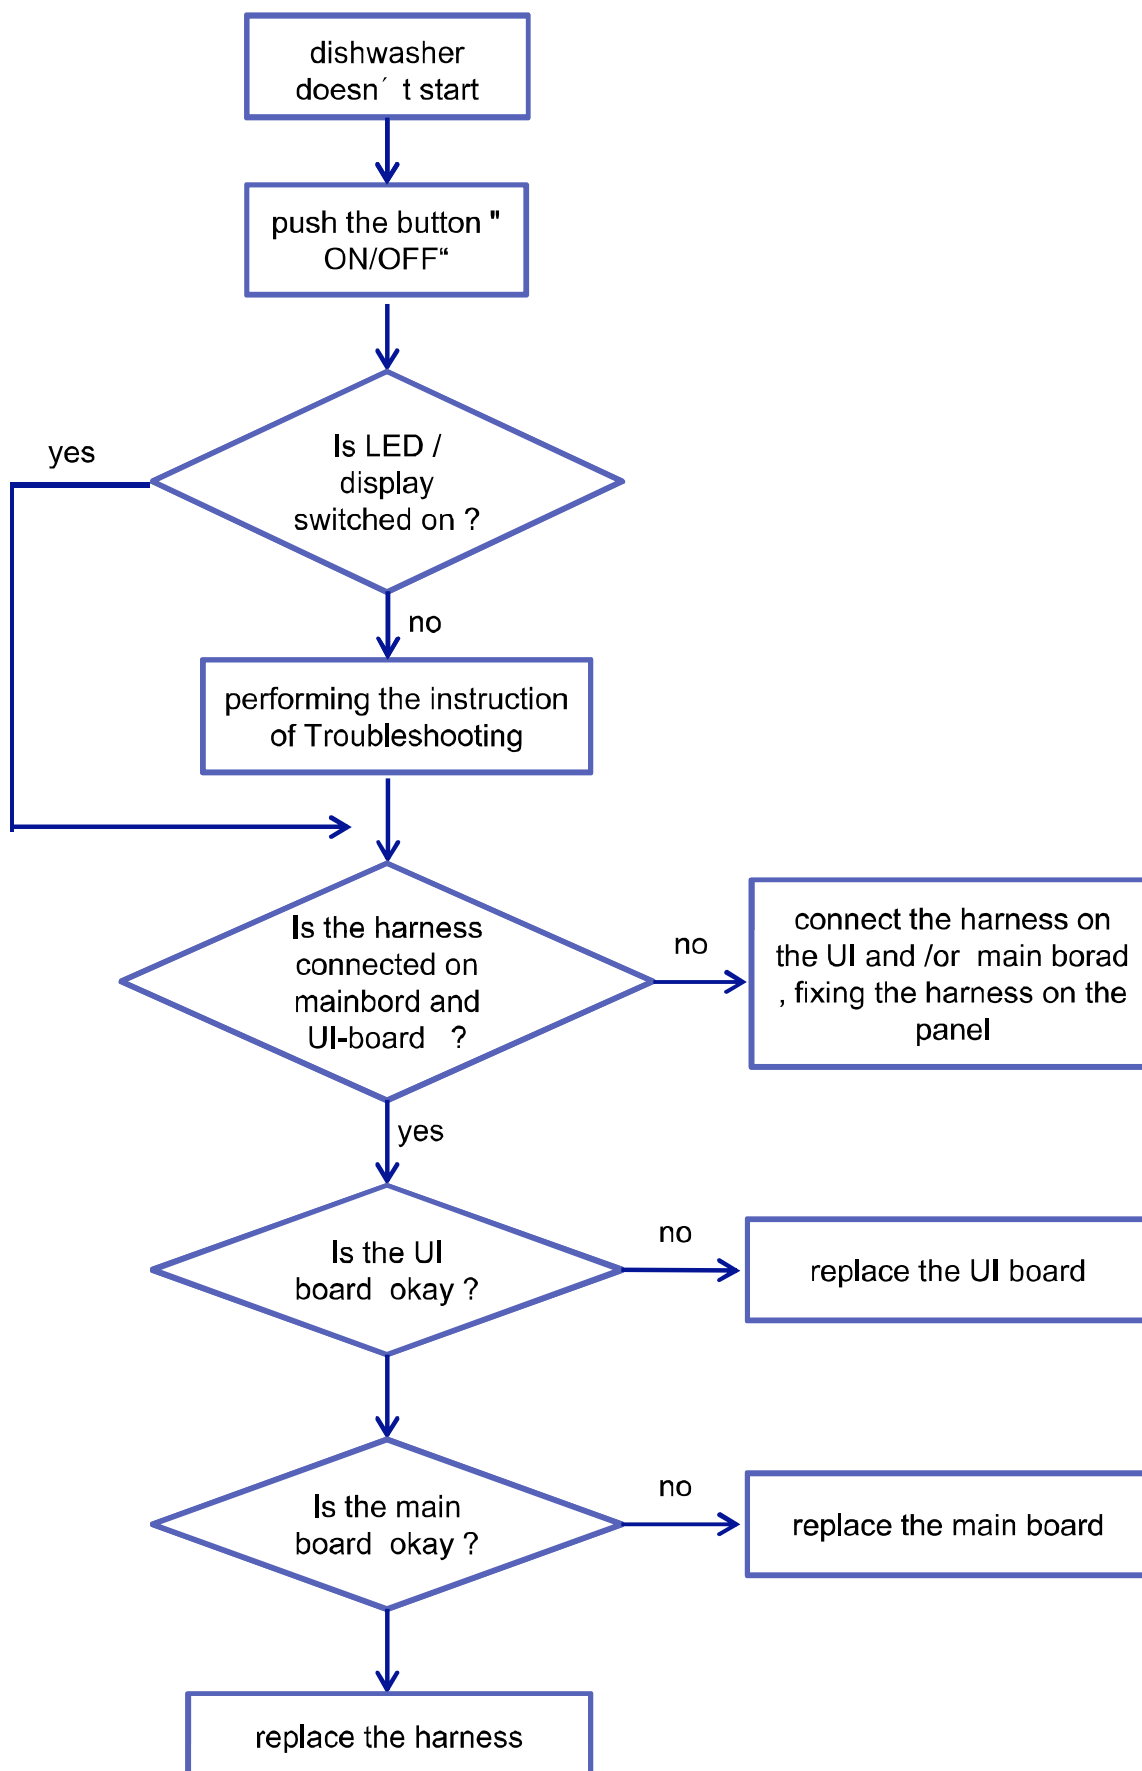 dishwasher
doesn´ t start
push the button "
ON/OFF“
yes
Is LED /
display
switched on ?
no
performing the instruction
of Troubleshooting
Is the harness
connected on
mainbord and
UI-board ?
no
connect the harness on
the UI and /or main borad
, fixing the harness on the
panel
yes
Is the UI
board okay ?
no
replace the UI board
Is the main
board okay ?
no
replace the main board
replace the harness